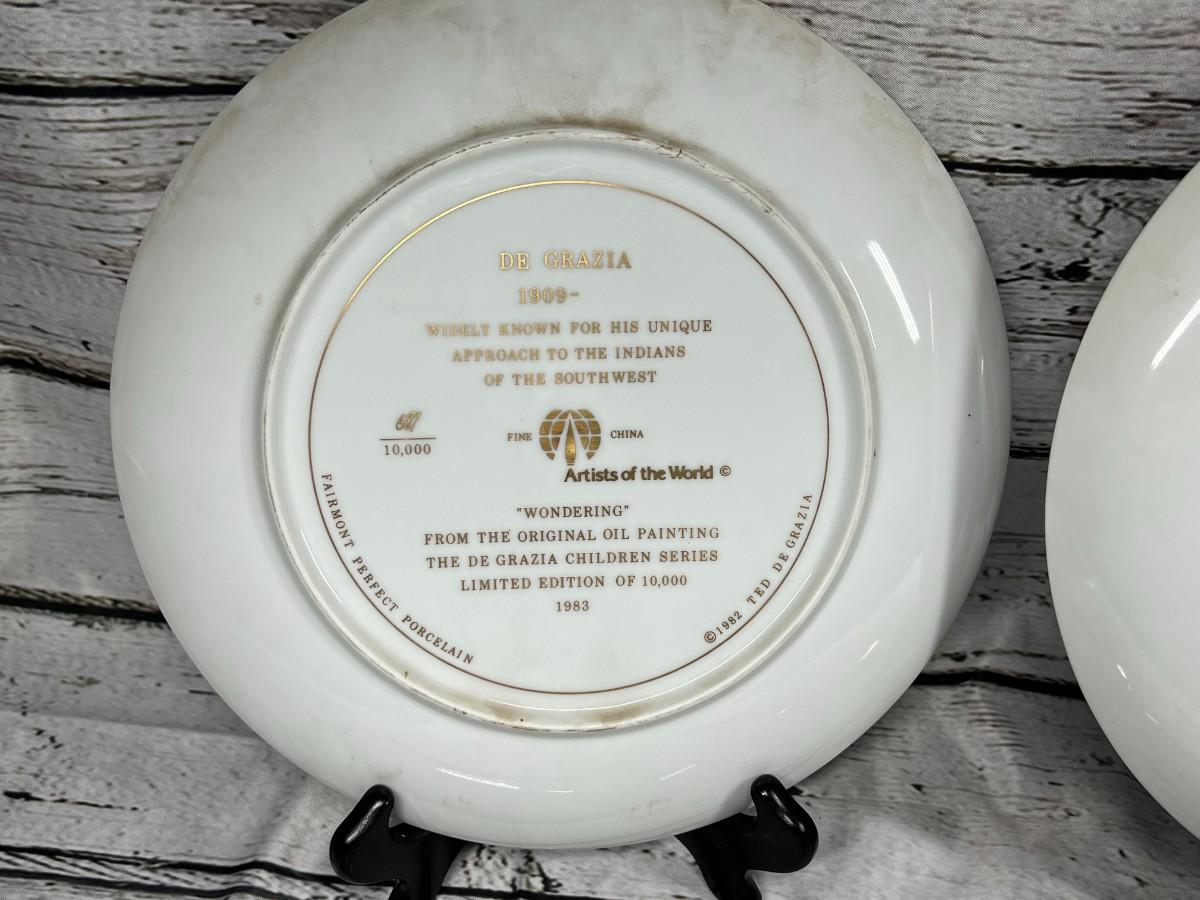 DE GRAZIA
1909-
WIDELY KNOWN FOR HIS UNIQUE
APPROACH TO THE INDIANS
OF THE SOUTHWEST
10,000
FINE CHINA
Artists of the World ©
"WONDERING"
FROM THE ORIGINAL OIL PAINTING
THE DE GRAZIA CHILDREN SERIES
LIMITED EDITION OF 10,000
1983
FAIRMONT PERFECT PORCELAIN
©1982 TED DE GRAZIA